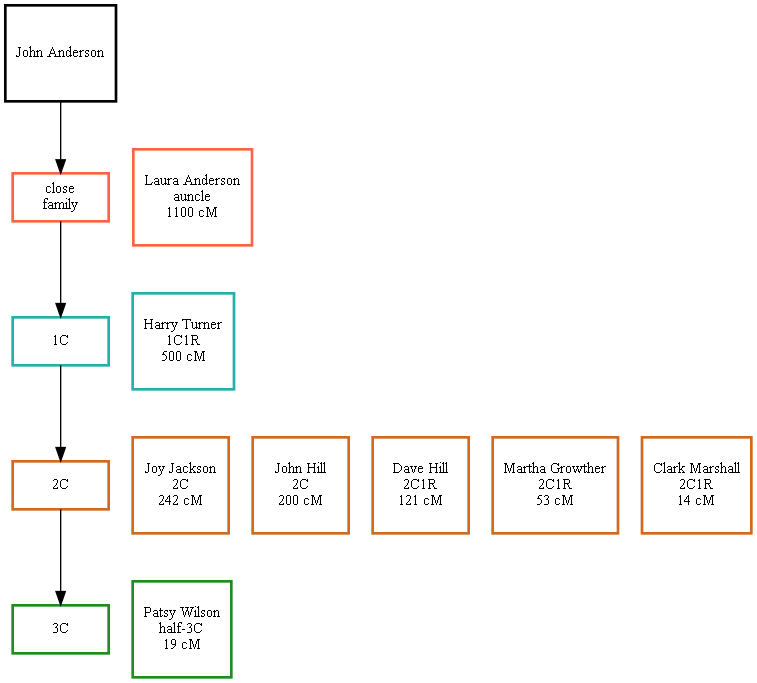 John Anderson
close
family
Laura Anderson
auncle
1100 cM
1C
Harry Turner
1C1R
500 cM
2C
Joy Jackson
2C
242 cM
John Hill
2C
200 cM
Dave Hill
2C1R
121 cM
Martha Growther
2C1R
53 cM
Clark Marshall
2C1R
14 cM
3C
Patsy Wilson
half-3C
19 cM